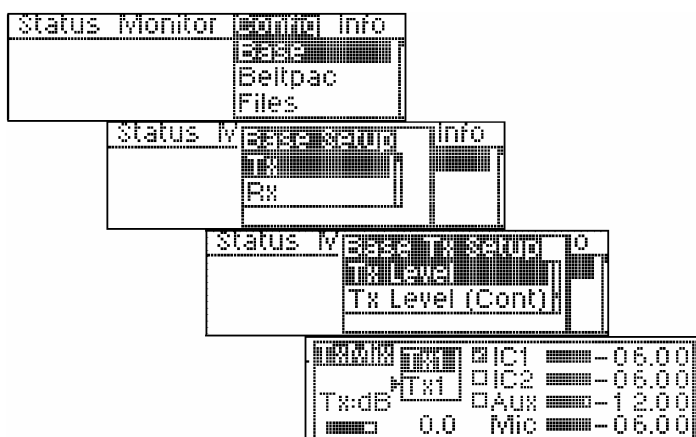 Status Monitor Config Info
Base
Beltpac
Files
Status M Base setup Info
Tx
Rx
Status M Base Tx setup o
Tx Level
Tx Level (Cont)
TxMix Tx1 IC1 -06.00
Tx1 IC2 -06.00
Tx:dB Aux -12.00
0.0 Mic -06.00